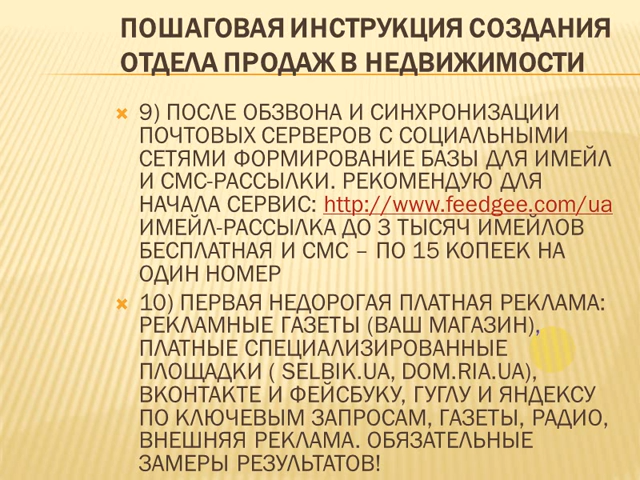 ПОШАГОВАЯ ИНСТРУКЦИЯ СОЗДАНИЯ
ОТДЕЛА ПРОДАЖ В НЕДВИЖИМОСТИ
9) ПОСЛЕ ОБЗВОНА И СИНХРОНИЗАЦИИ
ПОЧТОВЫХ СЕРВЕРОВ С СОЦИАЛЬНЫМИ
СЕТЯМИ ФОРМИРОВАНИЕ БАЗЫ ДЛЯ ИМЕЙЛ
И СМС-РАССЫЛКИ. РЕКОМЕНДУЮ ДЛЯ
НАЧАЛА СЕРВИС: http://www.feedgee.com/ua
ИМЕЙЛ-РАССЫЛКА ДО 3 ТЫСЯЧ ИМЕЙЛОВ
БЕСПЛАТНАЯ И СМС – ПО 15 КОПЕЕК НА
ОДИН НОМЕР
10) ПЕРВАЯ НЕДОРОГАЯ ПЛАТНАЯ РЕКЛАМА:
РЕКЛАМНЫЕ ГАЗЕТЫ (ВАШ МАГАЗИН),
ПЛАТНЫЕ СПЕЦИАЛИЗИРОВАННЫЕ
ПЛОЩАДКИ ( SELBIK.UA, DOM.RIA.UA),
ВКОНТАКТЕ И ФЕЙСБУКУ, ГУГЛУ И ЯНДЕКСУ
ПО КЛЮЧЕВЫМ ЗАПРОСАМ, ГАЗЕТЫ, РАДИО,
ВНЕШНЯЯ РЕКЛАМА. ОБЯЗАТЕЛЬНЫЕ
ЗАМЕРЫ РЕЗУЛЬТАТОВ!